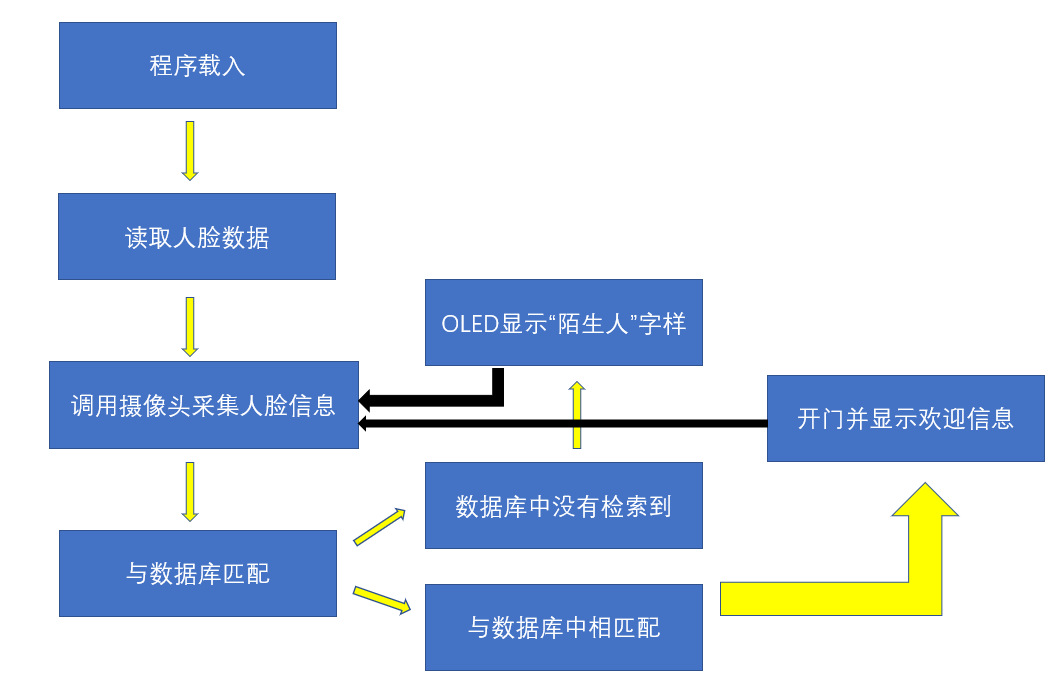 程序载入
读取人脸数据
OLED显示“陌生人”字样
调用摄像头采集人脸信息
开门并显示欢迎信息
数据库中没有检索到
与数据库匹配
与数据库中相匹配